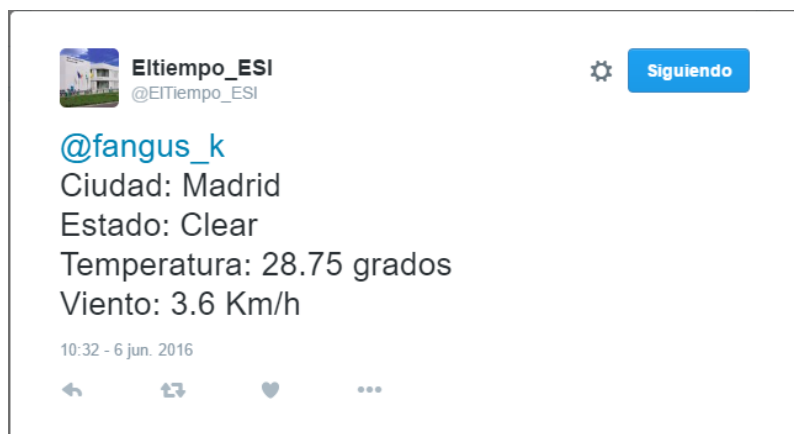 Eltiempo_ESI
@ElTiempo_ESI
Siguiendo
@fangus_k
Ciudad: Madrid
Estado: Clear
Temperatura: 28.75 grados
Viento: 3.6 Km/h
10:32 - 6 jun. 2016